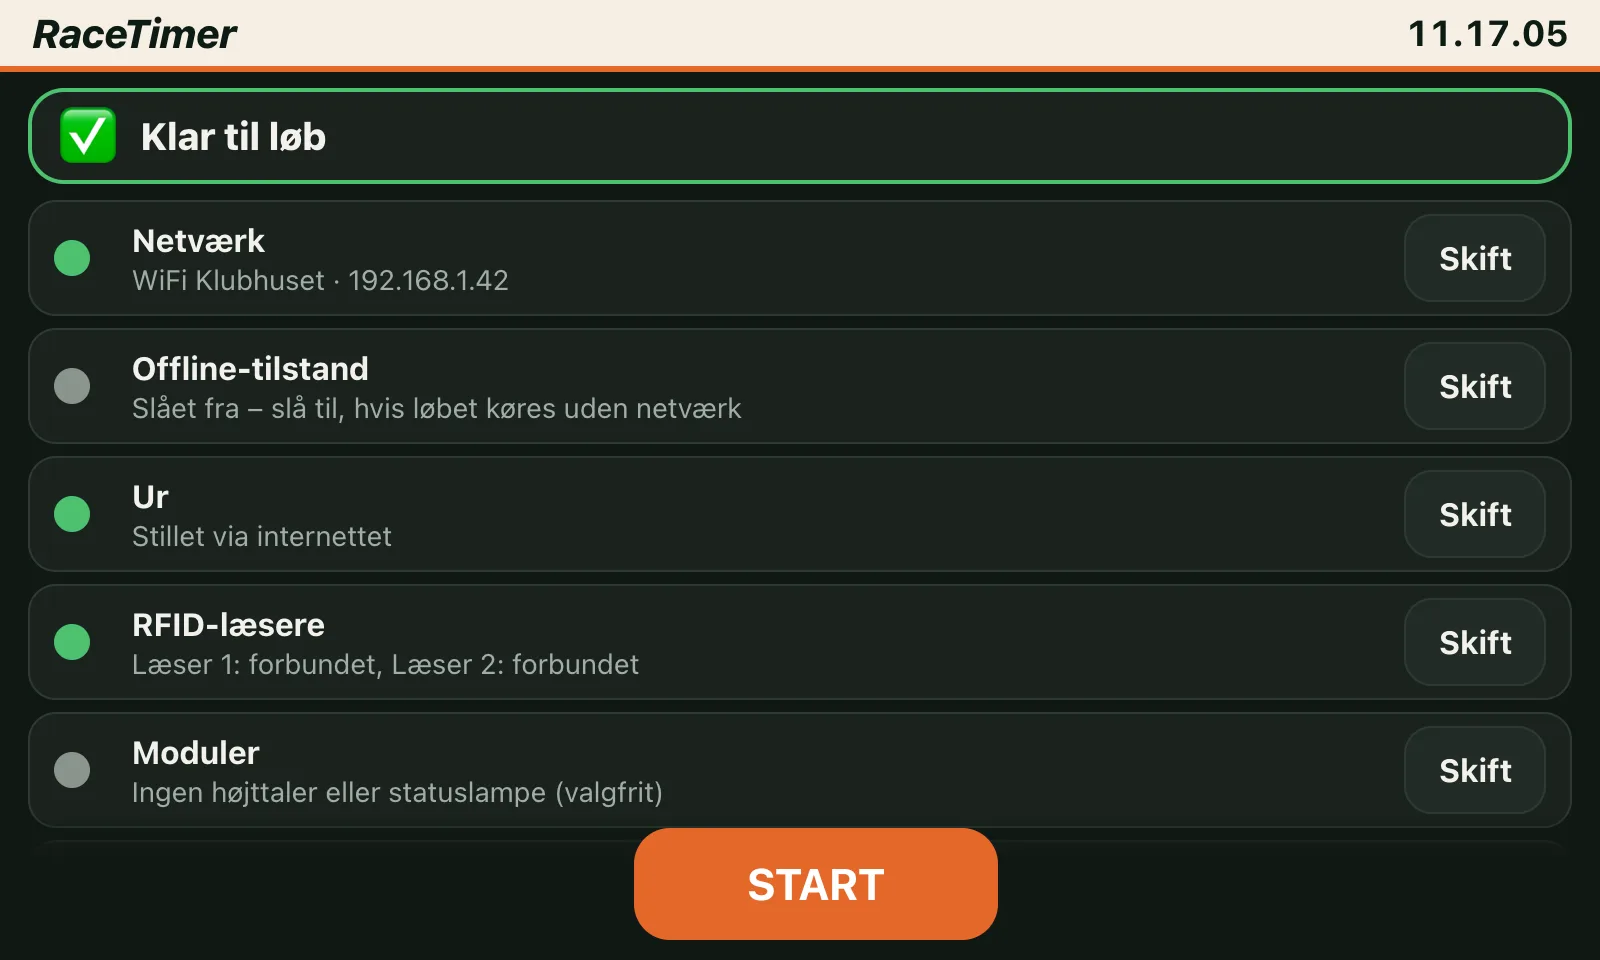 RaceTimer
11.17.05
Klar til løb
Netværk
WiFi Klubhuset · 192.168.1.42
Skift
Offline-tilstand
Slået fra – slå til, hvis løbet køres uden netværk
Skift
Ur
Stillet via internettet
Skift
RFID-læsere
Læser 1: forbundet, Læser 2: forbundet
Skift
Moduler
Ingen højttaler eller statuslampe (valgfrit)
Skift
START